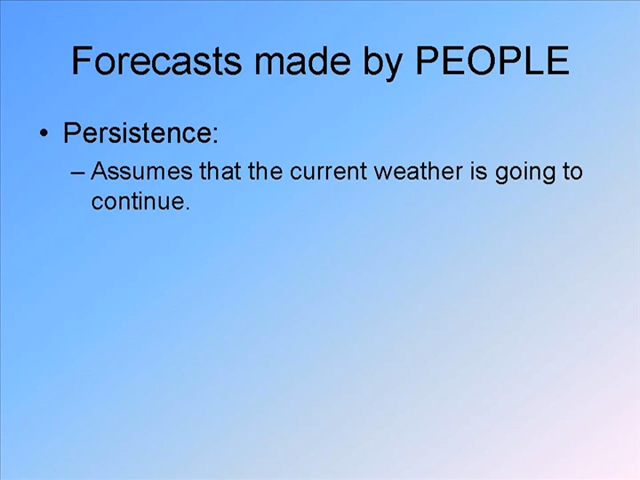 Forecasts made by PEOPLE
• Persistence:
– Assumes that the current weather is going to
continue.